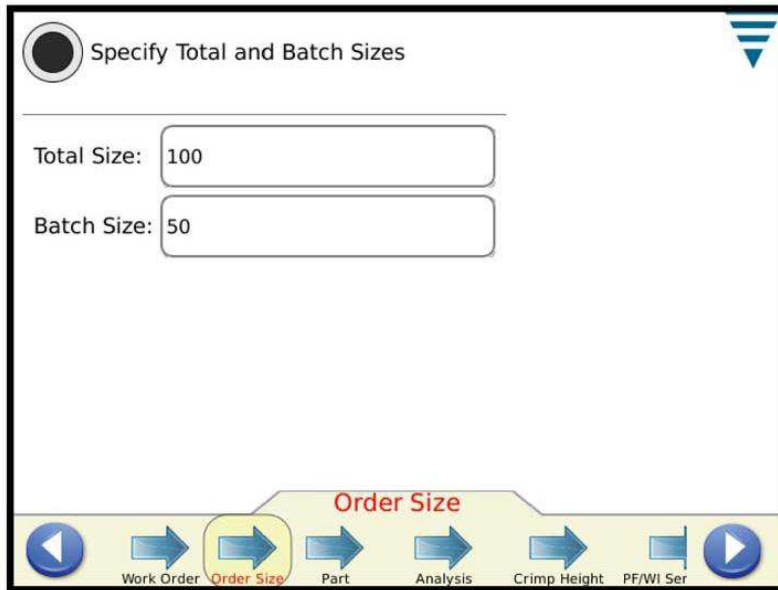 Specify Total and Batch Sizes
Total Size: 100
Batch Size: 50
Order Size
Work Order Order Size Part Analysis Crimp Height PF/WI Ser